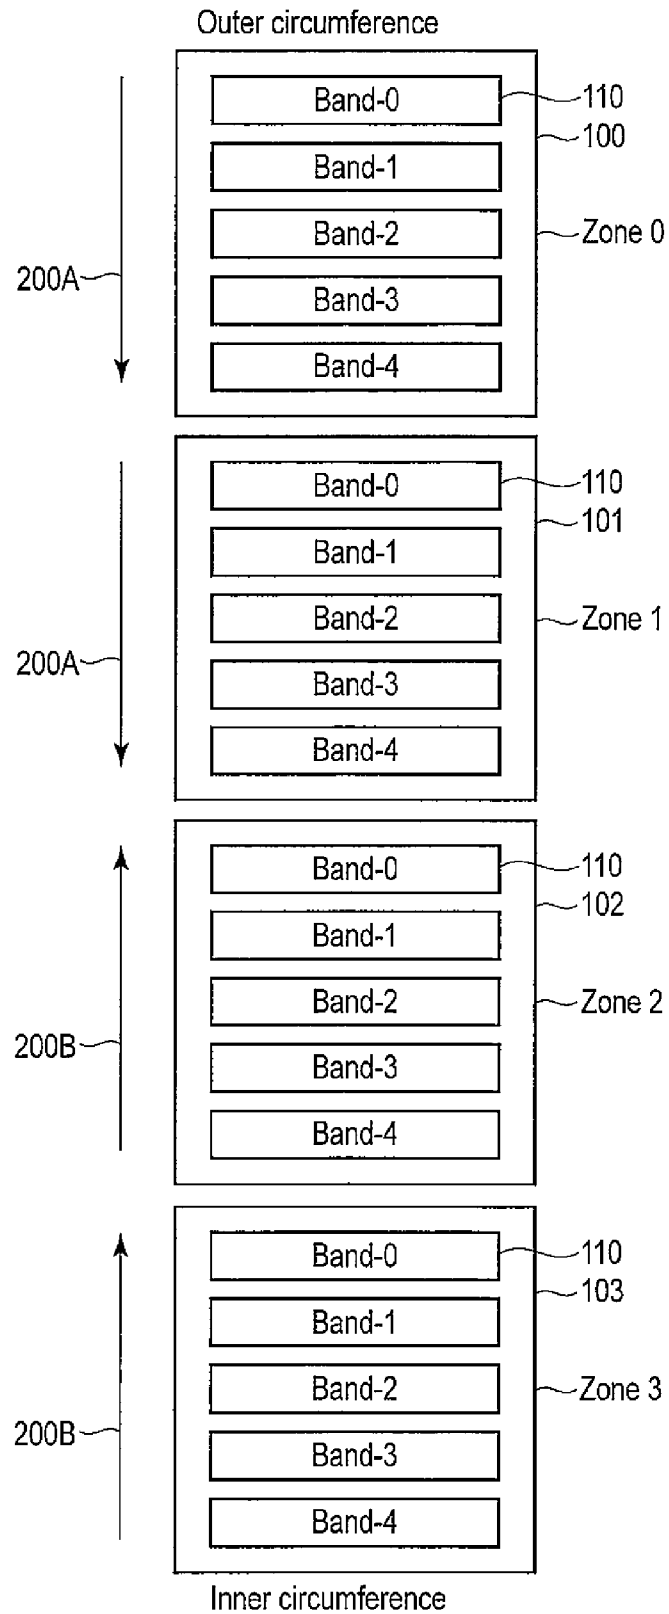 Outer circumference
Band-0
110
100
Band-1
Band-2
Zone 0
200A
Band-3
Band-4
Band-0
110
101
Band-1
Band-2
Zone 1
200A
Band-3
Band-4
Band-0
110
102
Band-1
Band-2
Zone 2
200B
Band-3
Band-4
Band-0
110
103
Band-1
Band-2
Zone 3
200B
Band-3
Band-4
Inner circumference